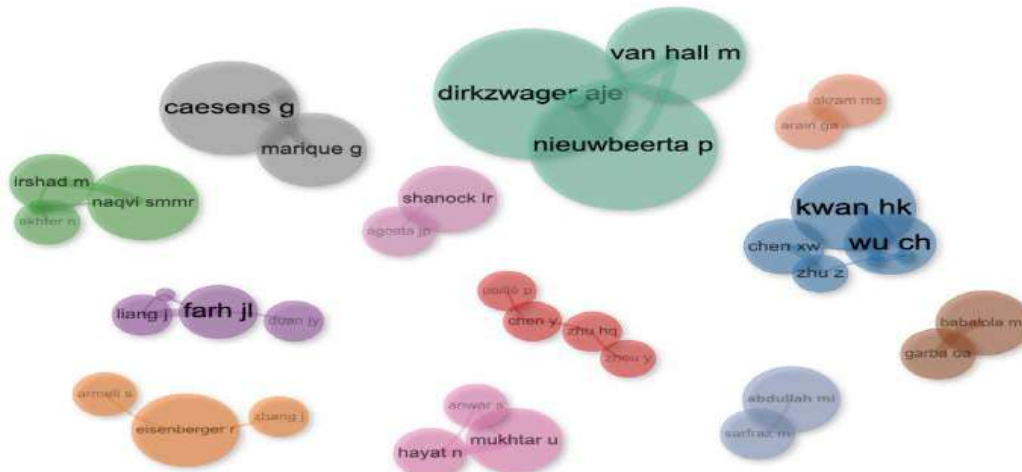 van hall m
dirkzwager aje
caesens g
akram ms
arain ga
nieuwbeerta p
marique g
irshad m
naqvi smmr
shanock lr
akhter n
agosta jp
kwan hk
wu ch
chen xw
zhu z
liang j
farh jl
duan jy
chen y
zhu hq
zhou y
babalola m
garba oa
armeli s
eisenberger r
zhang j
anwar s
mukhtar u
hayat n
abdullah mi
sarfraz m